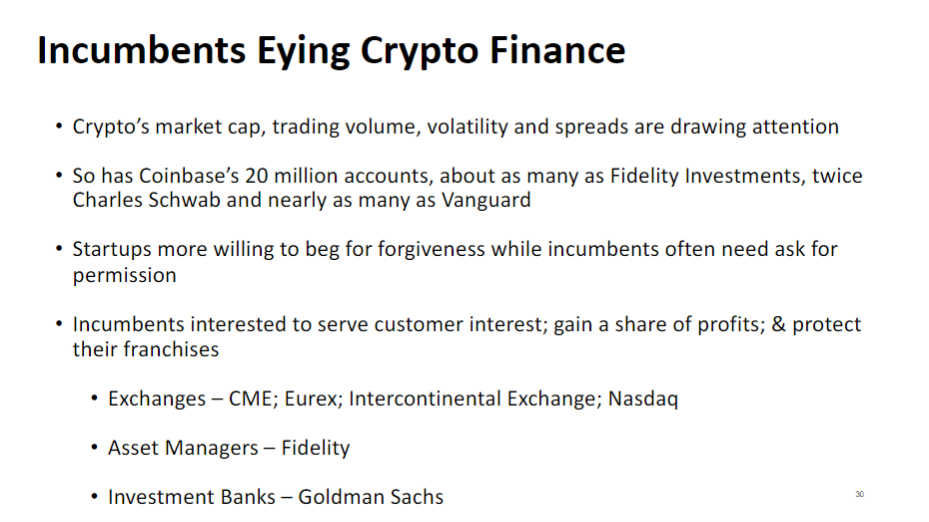 Incumbents Eying Crypto Finance
• Crypto’s market cap, trading volume, volatility and spreads are drawing attention
• So has Coinbase’s 20 million accounts, about as many as Fidelity Investments, twice
Charles Schwab and nearly as many as Vanguard
• Startups more willing to beg for forgiveness while incumbents often need ask for
permission
• Incumbents interested to serve customer interest; gain a share of profits; & protect
their franchises
• Exchanges – CME; Eurex; Intercontinental Exchange; Nasdaq
• Asset Managers – Fidelity
• Investment Banks – Goldman Sachs
30